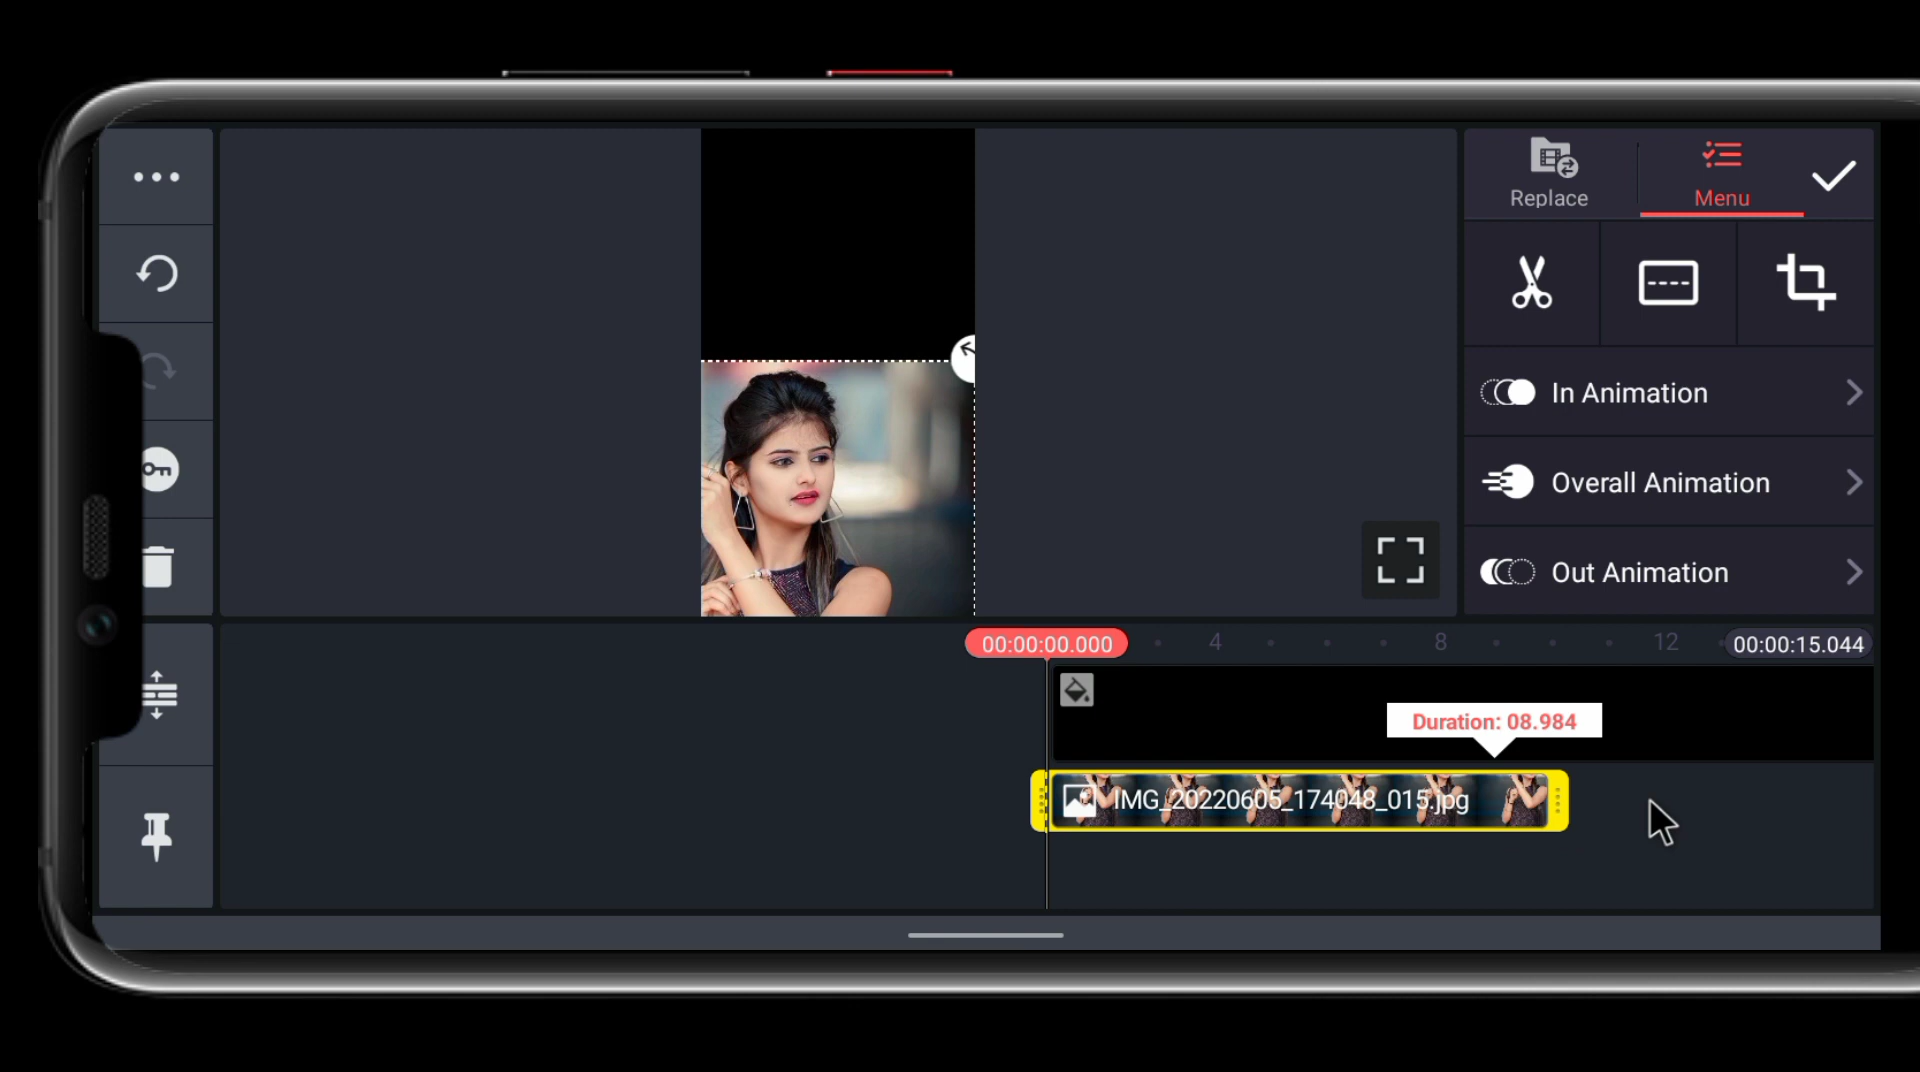 Replace
Menu
In Animation
Overall Animation
Out Animation
00:00:00.000
4
8
12
00:00:15.044
Duration: 08.984
IMG_20220605_174048_015.jpg